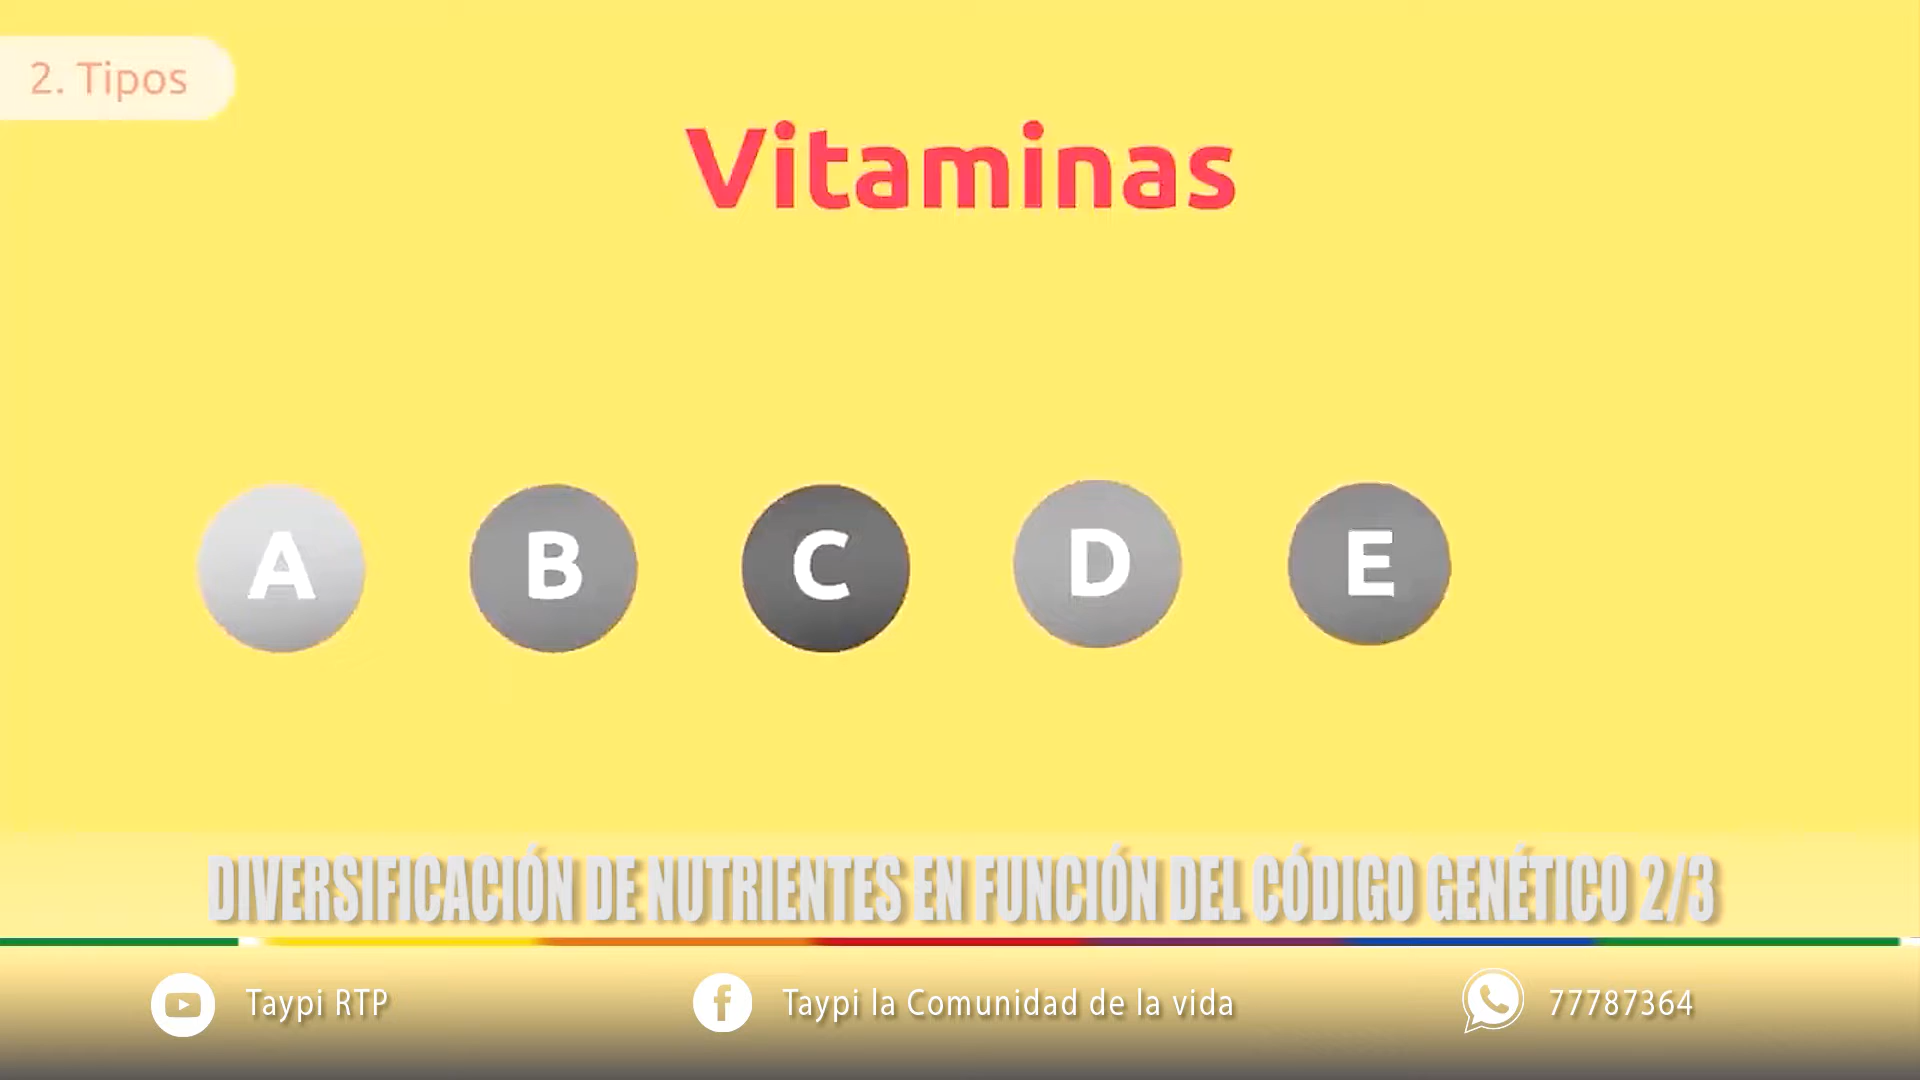 2. Tipos
Vitaminas
A B C D E
DIVERSIFICACIÓN DE NUTRIENTES EN FUNCIÓN DEL CÓDIGO GENÉTICO 2/3
Taypi RTP
Taypi la Comunidad de la vida
77787364